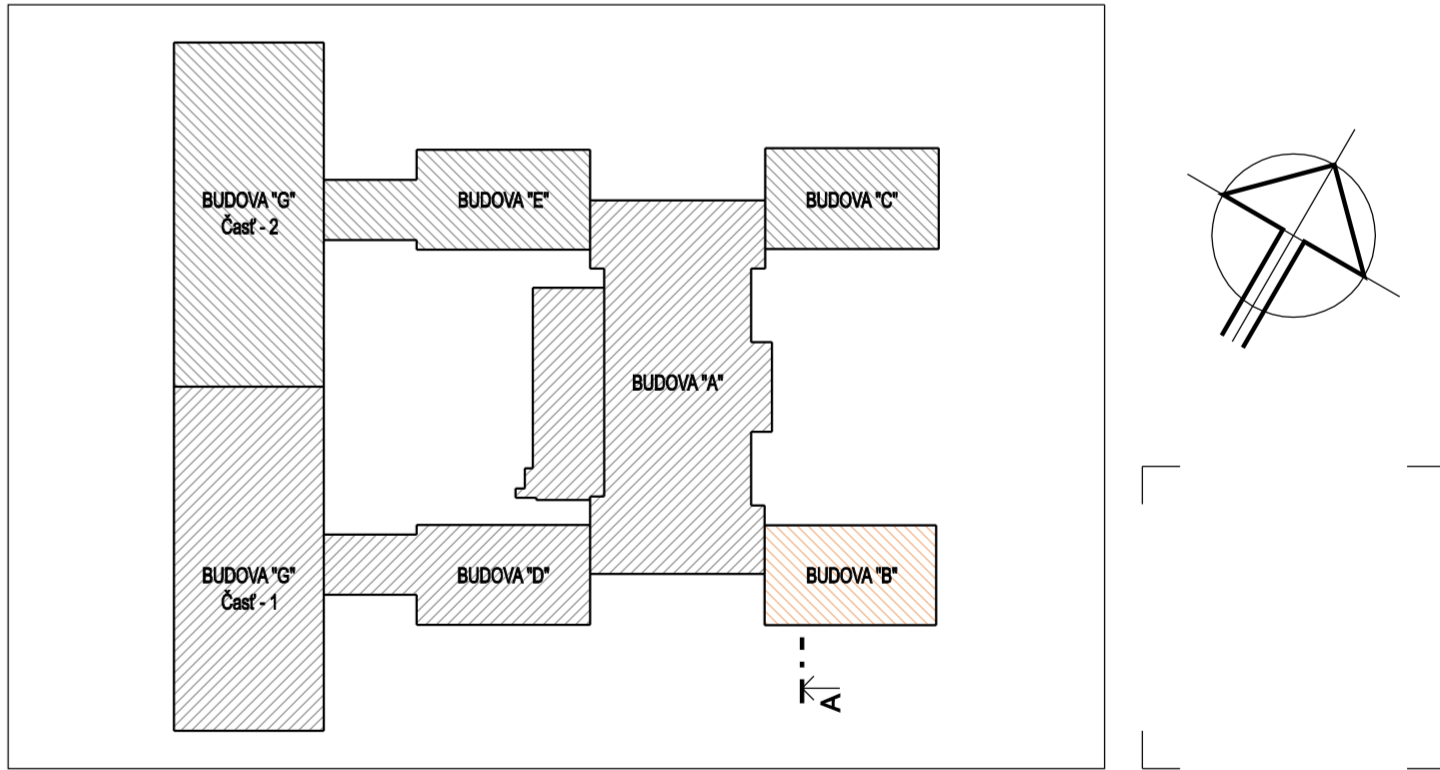 BUDOVA "G"
Časť - 2
BUDOVA "E"
BUDOVA "C"
BUDOVA "A"
BUDOVA "G"
Časť - 1
BUDOVA "D"
BUDOVA "B"
A